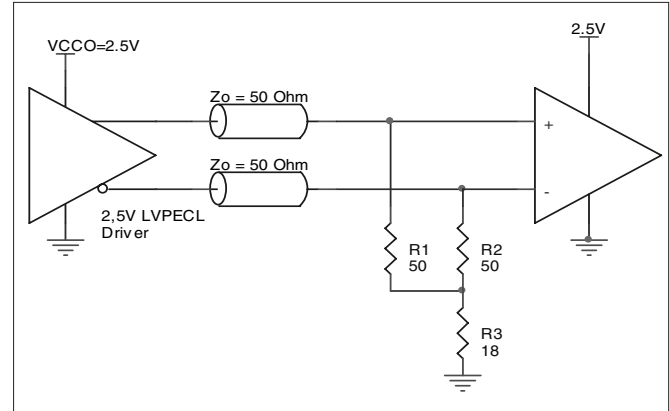 VCCO=2.5V
2.5V
Zo = 50 Ohm
+
Zo = 50 Ohm
-
2,5V LVPECL
Driver
R1
50
R2
50
R3
18